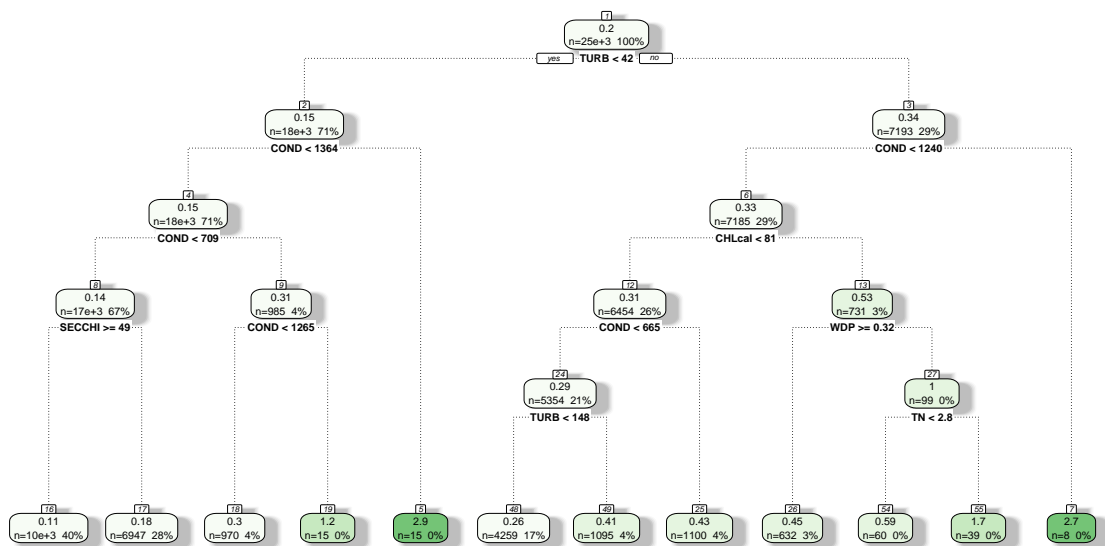 1
0.2
n=25e+3 100%
yes TURB < 42 no
2
0.15
n=18e+3 71%
COND < 1364
3
0.34
n=7193 29%
COND < 1240
4
0.15
n=18e+3 71%
COND < 709
6
0.33
n=7185 29%
CHLcal < 81
8
0.14
n=17e+3 67%
SECCHI >= 49
9
0.31
n=985 4%
COND < 1265
12
0.31
n=6454 26%
COND < 665
13
0.53
n=731 3%
WDP >= 0.32
24
0.29
n=5354 21%
TURB < 148
27
1
n=99 0%
TN < 2.8
16
0.11
n=10e+3 40%
17
0.18
n=6947 28%
18
0.3
n=970 4%
19
1.2
n=15 0%
5
2.9
n=15 0%
48
0.26
n=4259 17%
49
0.41
n=1095 4%
25
0.43
n=1100 4%
26
0.45
n=632 3%
54
0.59
n=60 0%
55
1.7
n=39 0%
7
2.7
n=8 0%